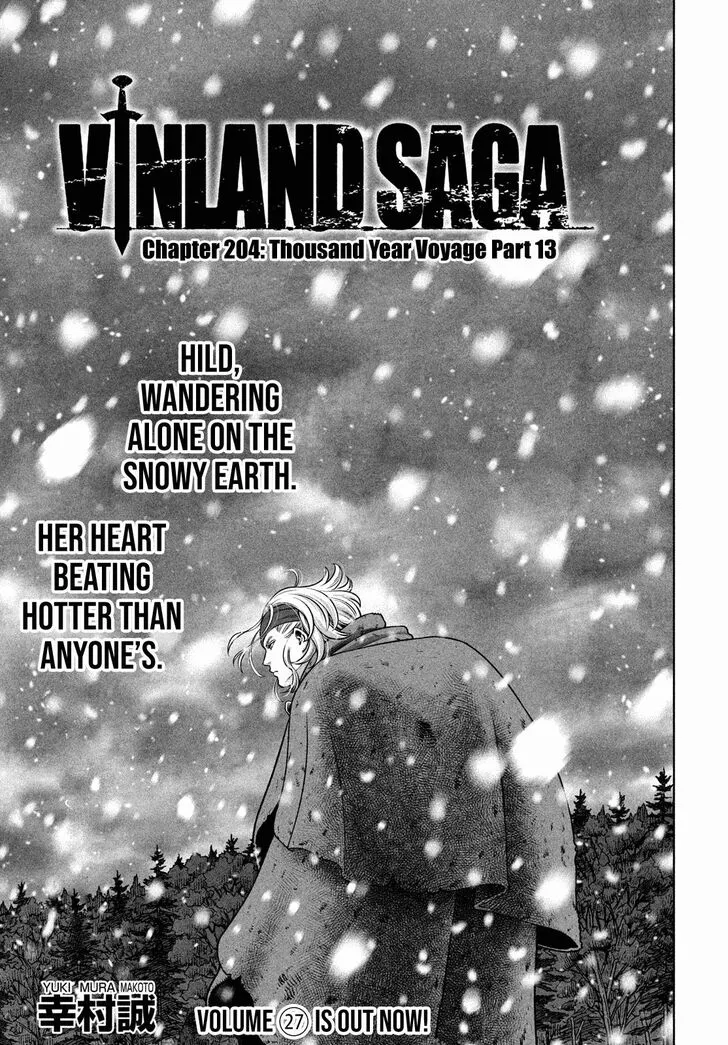 VINLAND SAGA
Chapter 204: Thousand Year Voyage Part 13
HILD,
WANDERING
ALONE ON THE
SNOWY EARTH.
HER HEART
BEATING
HOTTER THAN
ANYONE'S.
YUKI MURA MAKOTO
幸村誠
VOLUME 27 IS OUT NOW!